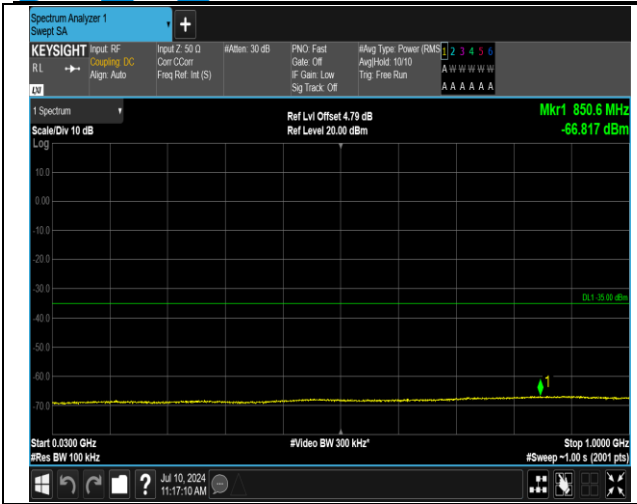 Spectrum Analyzer 1
Swept SA
+
KEYSIGHT
RL
LXI
Input: RF
Coupling: DC
Align: Auto
Input Z: 50 Ω
Corr CCorr
Freq Ref: Int (S)
#Atten: 30 dB
PNO: Fast
Gate: Off
IF Gain: Low
Sig Track: Off
#Avg Type: Power (RMS
Avg|Hold: 10/10
Trig: Free Run
1 2 3 4 5 6
A W W W W W
A A A A A A
1 Spectrum
Scale/Div 10 dB
Log
Ref Lvl Offset 4.79 dB
Ref Level 20.00 dBm
Mkr1 850.6 MHz
-66.817 dBm
10.0
0.00
-10.0
-20.0
-30.0
DL1 -35.00 dBm
-40.0
-50.0
-60.0
1
-70.0
Start 0.0300 GHz
#Res BW 100 kHz
#Video BW 300 kHz*
Stop 1.0000 GHz
#Sweep ~1.00 s (2001 pts)
?
Jul 10, 2024
11:17:10 AM